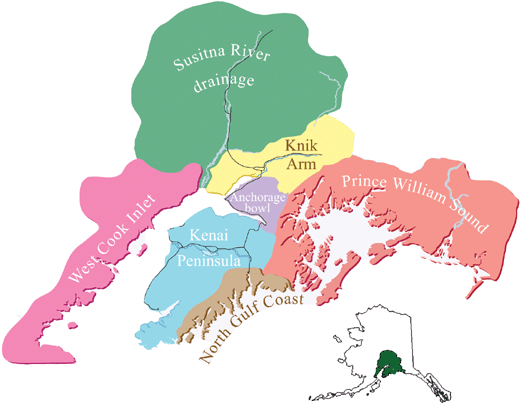 Susitna River
drainage
Knik
Arm
Prince William Sound
Anchorage
bowl
West Cook Inlet
Kenai
Peninsula
North Gulf Coast